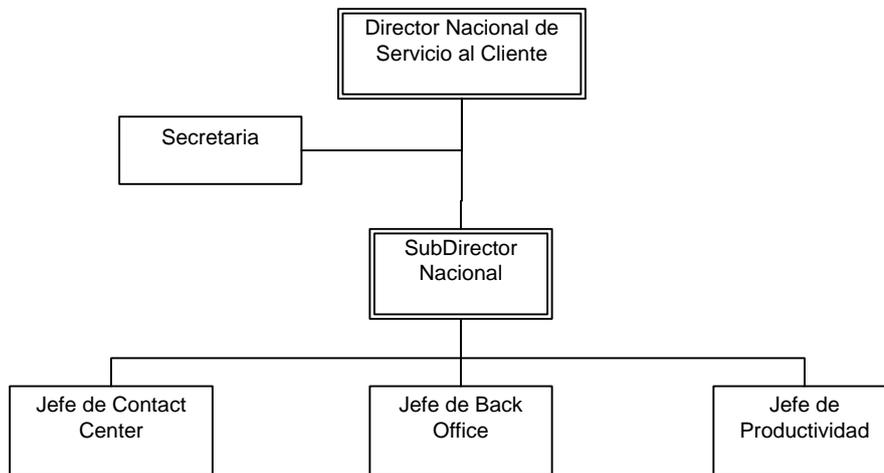 Director Nacional de
Servicio al Cliente
Secretaria
SubDirector
Nacional
Jefe de Contact
Center
Jefe de Back
Office
Jefe de
Productividad